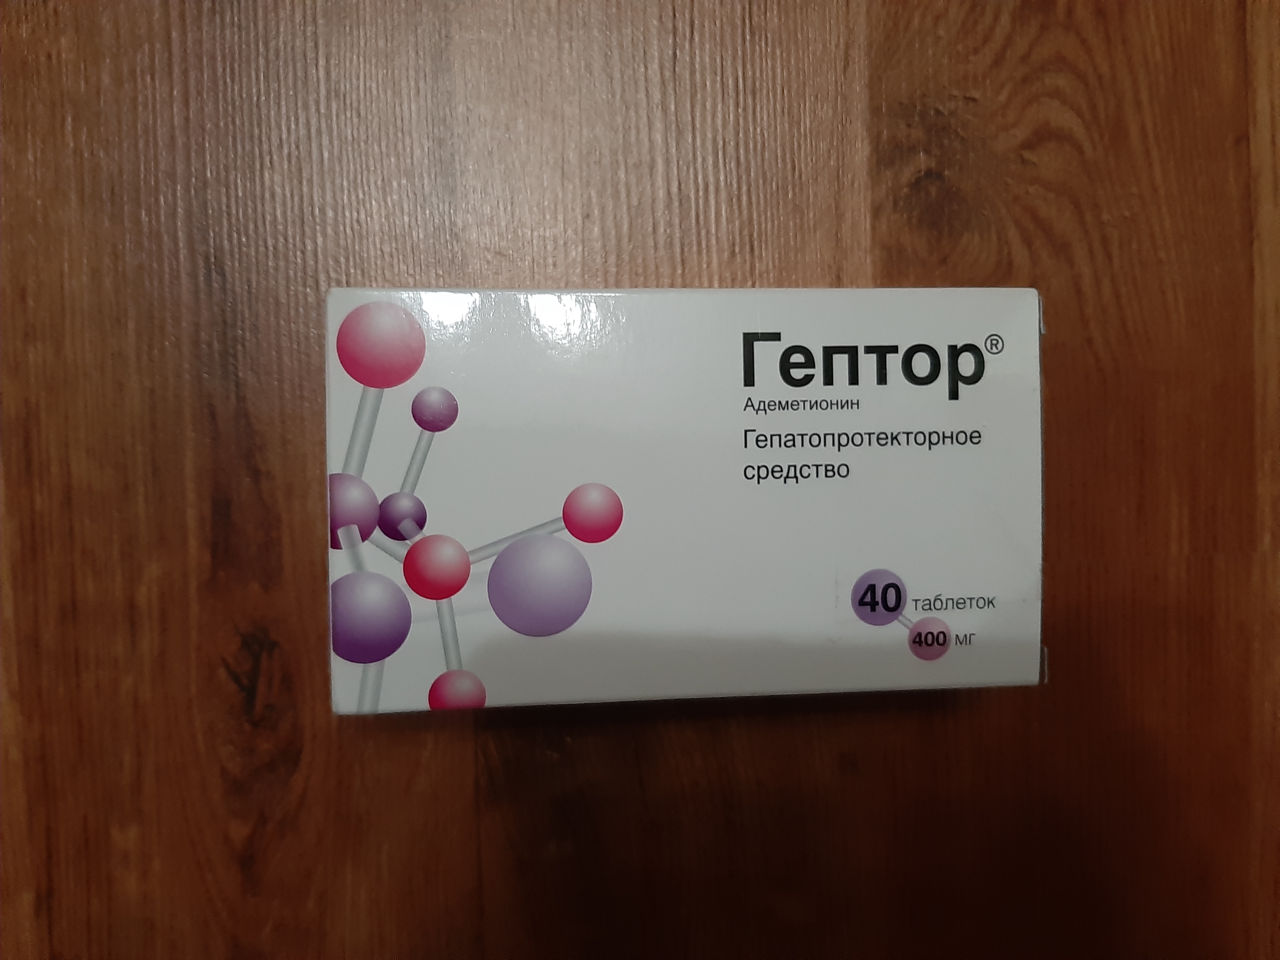 Гептор®
Адеметионин
Гепатопротекторное
средство
40 таблеток
400 мг